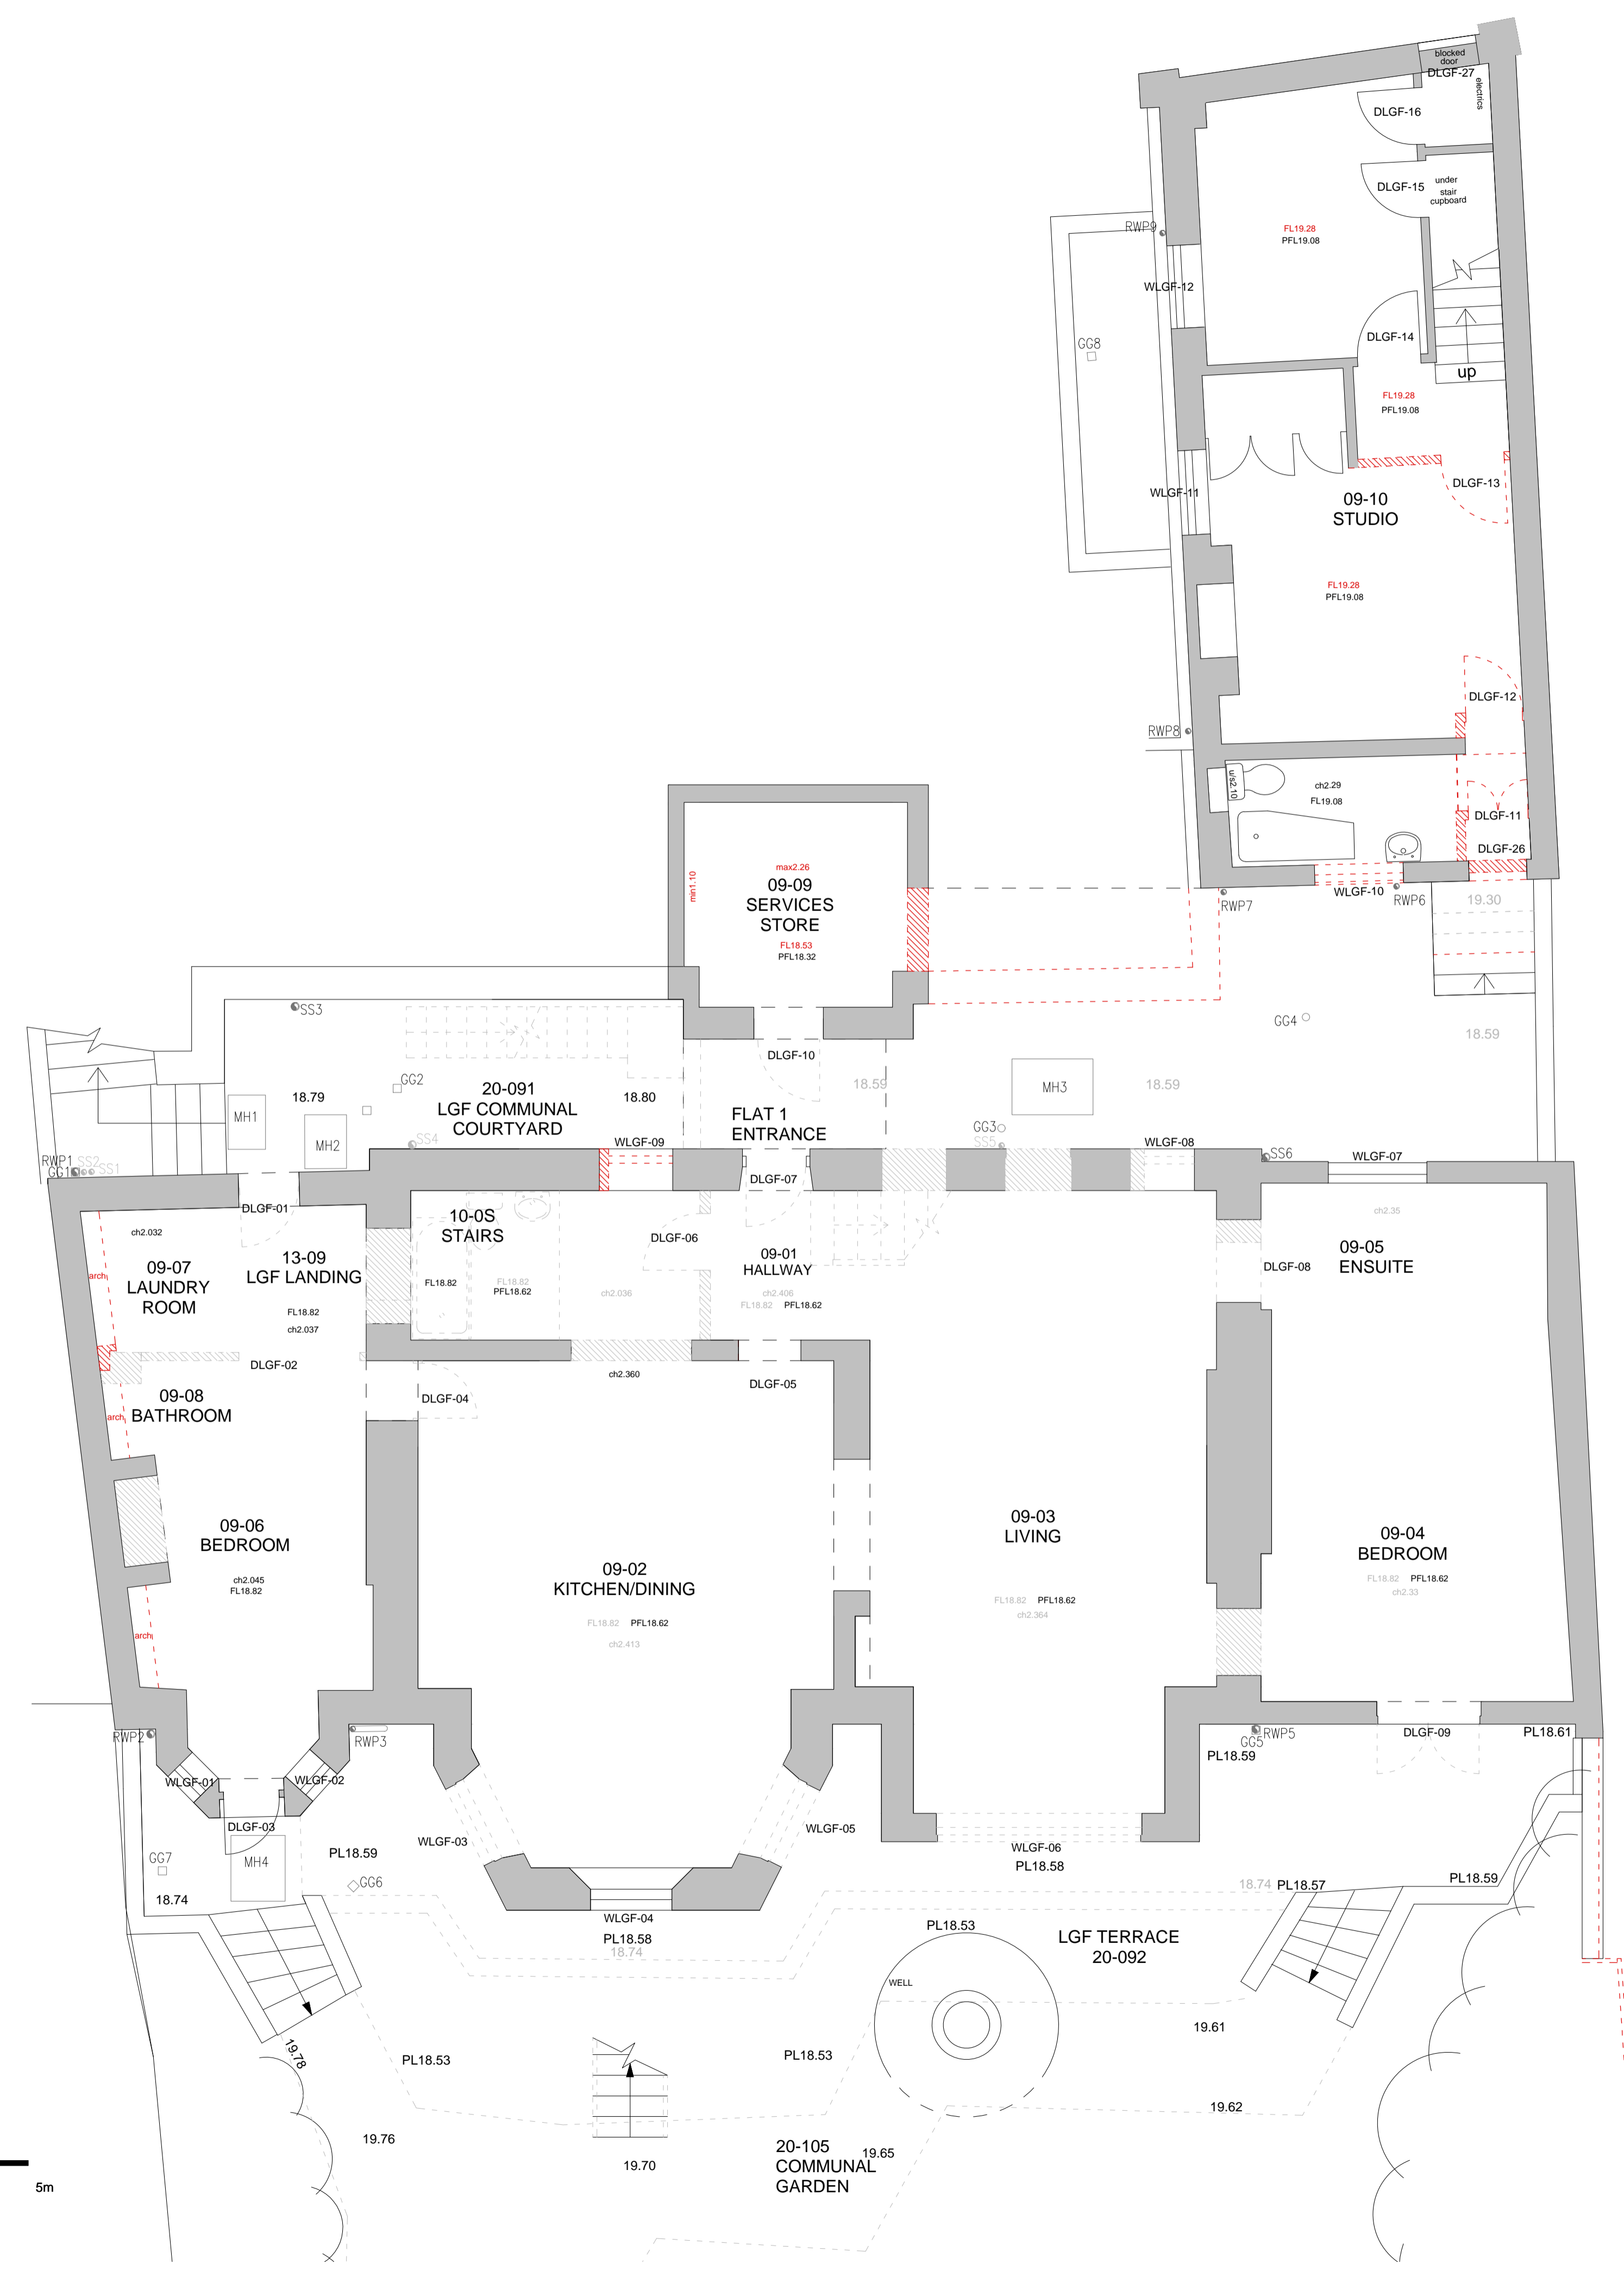 blocked
door
DLGF-27
electrics
DLGF-16
DLGF-15
under
stair
cupboard
RWP9
FL19.28
PFL19.08
WLGF-12
GG8
DLGF-14
up
FL19.28
PFL19.08
WLGF-11
DLGF-13
09-10
STUDIO
FL19.28
PFL19.08
DLGF-12
RWP8
u/s2.10
ch2.29
FL19.08
DLGF-11
DLGF-26
WLGF-10
RWP7
RWP6
19.30
max2.26
min1.10
09-09
SERVICES
STORE
FL18.53
PFL18.32
SS3
GG4
18.59
DLGF-10
GG2
18.79
20-091
LGF COMMUNAL
COURTYARD
18.80
18.59
MH3
18.59
MH1
MH2
FLAT 1
ENTRANCE
GG3
SS4
SS5
WLGF-09
WLGF-08
SS6
WLGF-07
RWP1
SS2
GG1
SS1
DLGF-07
DLGF-01
10-0S
STAIRS
ch2.35
ch2.032
DLGF-06
13-09
LGF LANDING
09-07
LAUNDRY
ROOM
arch
09-01
HALLWAY
DLGF-08
09-05
ENSUITE
FL18.82
FL18.82
PFL18.62
ch2.036
ch2.406
FL18.82 PFL18.62
FL18.82
ch2.037
DLGF-02
ch2.360
DLGF-05
DLGF-04
09-08
BATHROOM
arch
09-06
BEDROOM
ch2.045
FL18.82
09-03
LIVING
09-04
BEDROOM
09-02
KITCHEN/DINING
FL18.82 PFL18.62
ch2.413
FL18.82 PFL18.62
ch2.364
FL18.82 PFL18.62
ch2.33
arch
RWP2
RWP3
GG5
RWP5
DLGF-09
PL18.61
PL18.59
WLGF-01
WLGF-02
DLGF-03
WLGF-03
WLGF-05
WLGF-06
PL18.58
GG7
MH4
PL18.59
GG6
18.74
18.74
PL18.57
PL18.59
WLGF-04
PL18.58
18.74
PL18.53
LGF TERRACE
20-092
WELL
19.61
19.78
PL18.53
PL18.53
19.62
19.76
19.70
20-105
COMMUNAL
GARDEN
19.65
5m